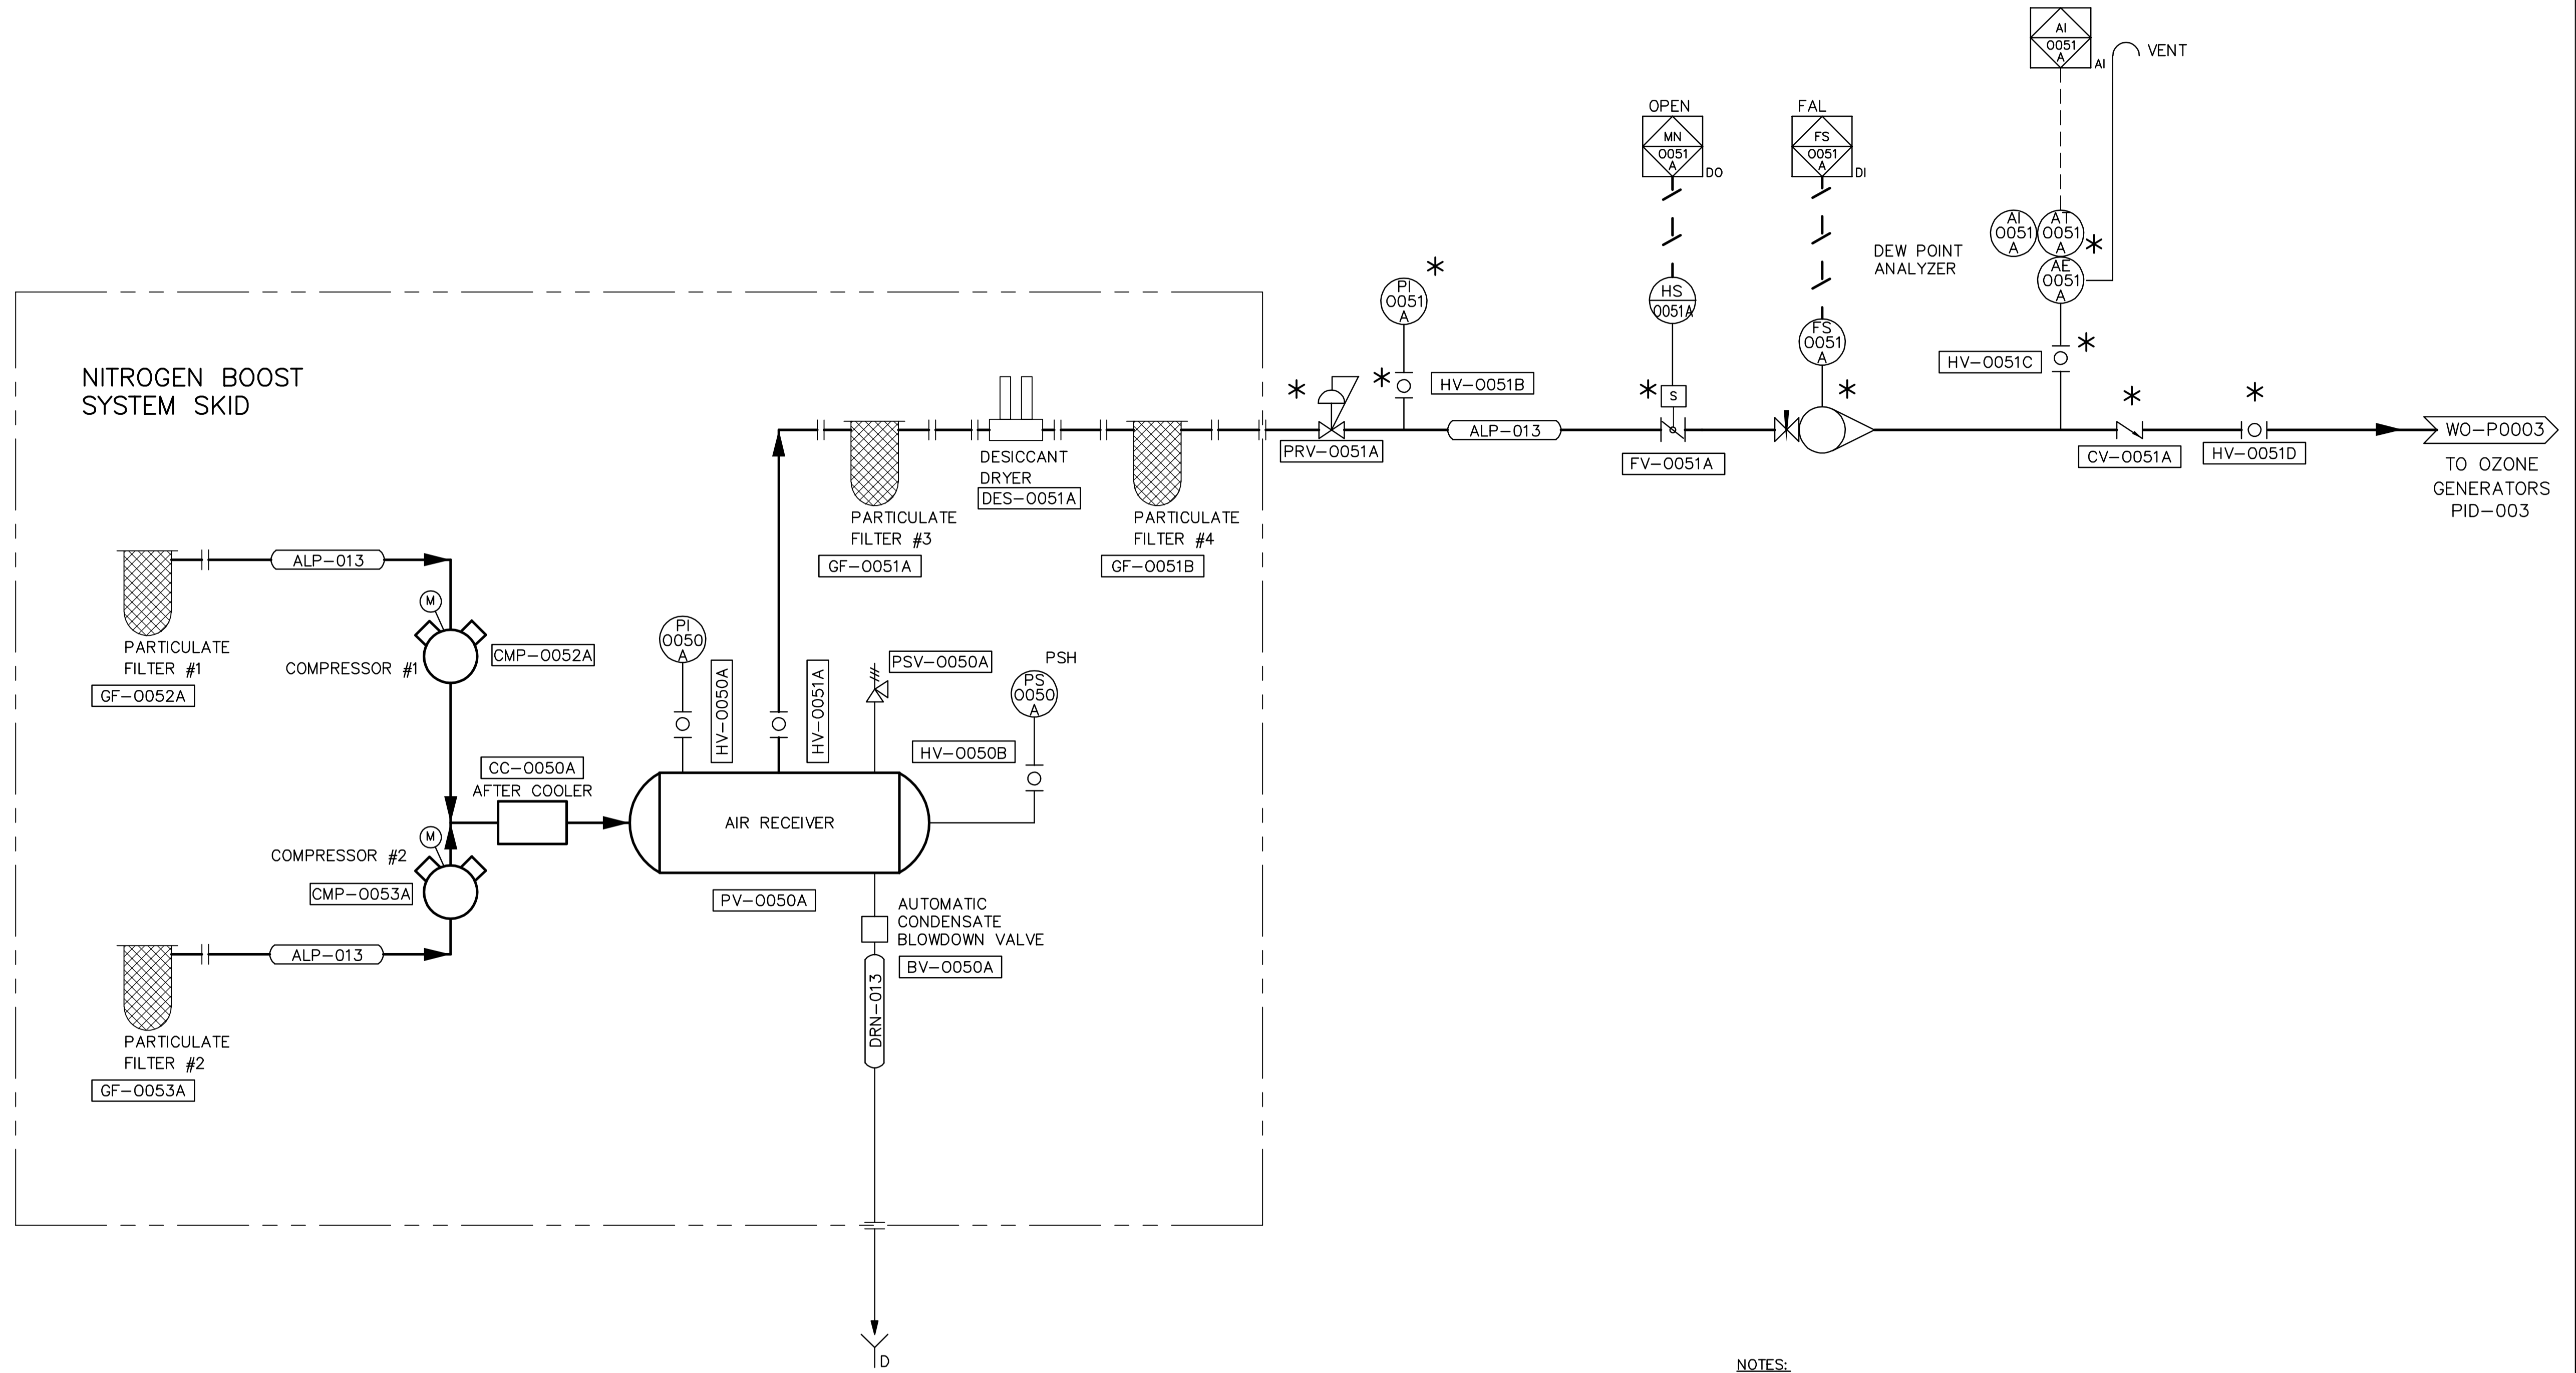 AI
0051
A
AI
VENT
OPEN
MN
0051
A
DO
FAL
FS
0051
A
DI
DEW POINT
ANALYZER
AI
0051
A
AT
0051
A
*
AE
0051
A
PI
0051
A
*
HS
0051A
FS
0051
A
HV-0051C
*
NITROGEN BOOST
SYSTEM SKID
*
*
HV-0051B
*
S
*
*
*
PRV-0051A
ALP-013
FV-0051A
CV-0051A
HV-0051D
WO-P0003
TO OZONE
GENERATORS
PID-003
DESICCANT
DRYER
DES-0051A
PARTICULATE
FILTER #3
GF-0051A
PARTICULATE
FILTER #4
GF-0051B
ALP-013
M
PARTICULATE
FILTER #1
GF-0052A
COMPRESSOR #1
CMP-0052A
PI
0050
A
HV-0050A
HV-0051A
PSV-0050A
PSH
PS
0050
A
HV-0050B
CC-0050A
AFTER COOLER
AIR RECEIVER
M
COMPRESSOR #2
CMP-0053A
PV-0050A
AUTOMATIC
CONDENSATE
BLOWDOWN VALVE
BV-0050A
ALP-013
DRN-013
PARTICULATE
FILTER #2
GF-0053A
D
NOTES: